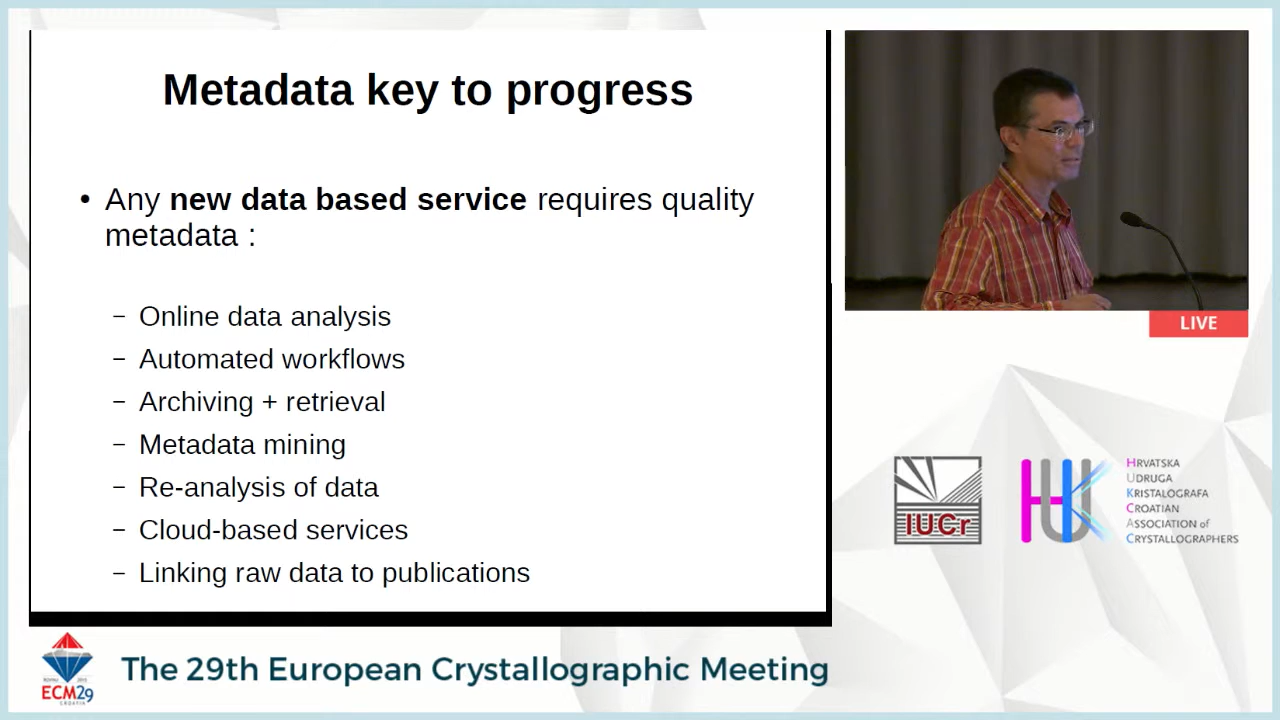 Metadata key to progress
• Any new data based service requires quality
metadata :
– Online data analysis
– Automated workflows
– Archiving + retrieval
– Metadata mining
– Re-analysis of data
– Cloud-based services
– Linking raw data to publications
LIVE
IUCr
HUK
HRVATSKA
UDRUGA
KRISTALOGRAFA
CROATIAN
ASSOCIATION of
CRYSTALLOGRAPHERS
ECM29
CROATIA
The 29th European Crystallographic Meeting